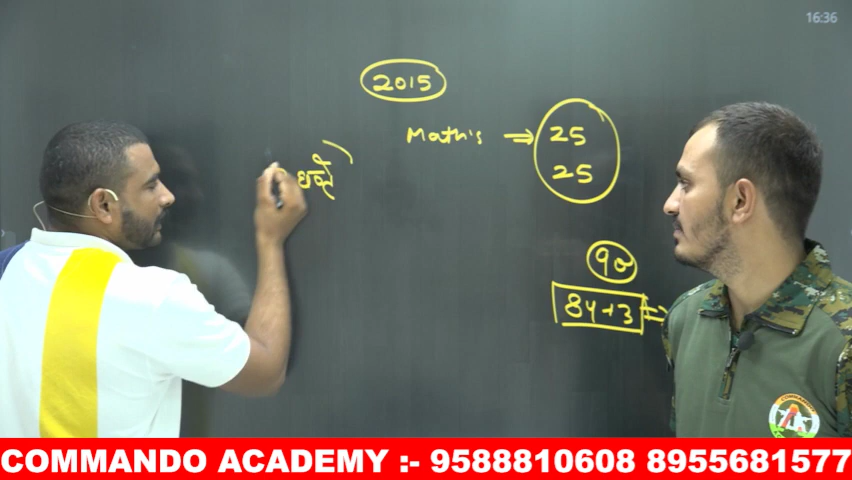 16:36
2015
Math's → 25
25
90
84+3 ⇒
COMMANDO ACADEMY :- 9588810608 8955681577